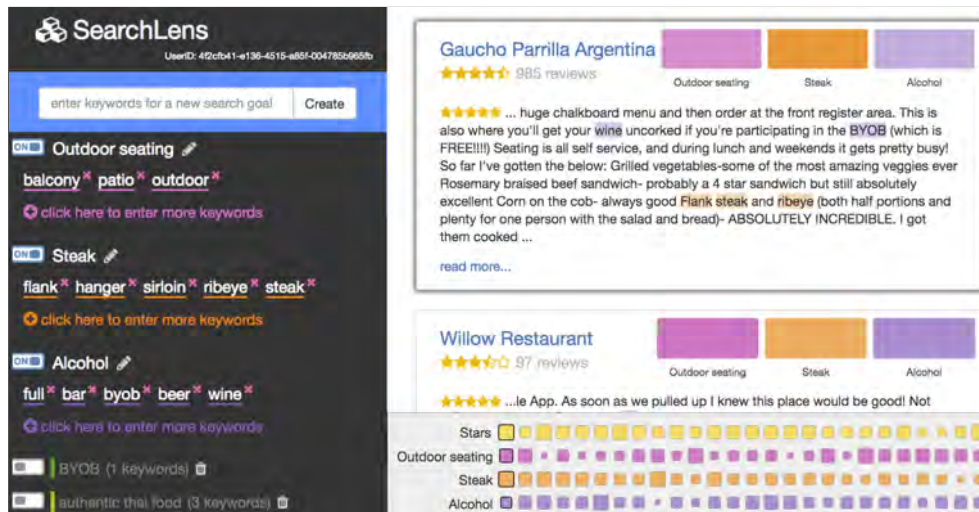 SearchLens
UserID: 4f2cfb41-e136-4515-a85f-004785b965fb
enter keywords for a new search goal Create
ON Outdoor seating
balcony × patio × outdoor ×
click here to enter more keywords
ON Steak
flank × hanger × sirloin × ribeye × steak ×
click here to enter more keywords
ON Alcohol
full × bar × byob × beer × wine ×
click here to enter more keywords
BYOB (1 keywords)
authentic thai food (3 keywords)
Gaucho Parrilla Argentina
985 reviews
Outdoor seating Steak Alcohol
... huge chalkboard menu and then order at the front register area. This is
also where you'll get your wine uncorked if you're participating in the BYOB (which is
FREE!!!!) Seating is all self service, and during lunch and weekends it gets pretty busy!
So far I've gotten the below: Grilled vegetables-some of the most amazing veggies ever
Rosemary braised beef sandwich- probably a 4 star sandwich but still absolutely
excellent Corn on the cob- always good Flank steak and ribeye (both half portions and
plenty for one person with the salad and bread)- ABSOLUTELY INCREDIBLE. I got
them cooked ...
read more...
Willow Restaurant
97 reviews
Outdoor seating Steak Alcohol
...le App. As soon as we pulled up I knew this place would be good! Not
Stars
Outdoor seating
Steak
Alcohol